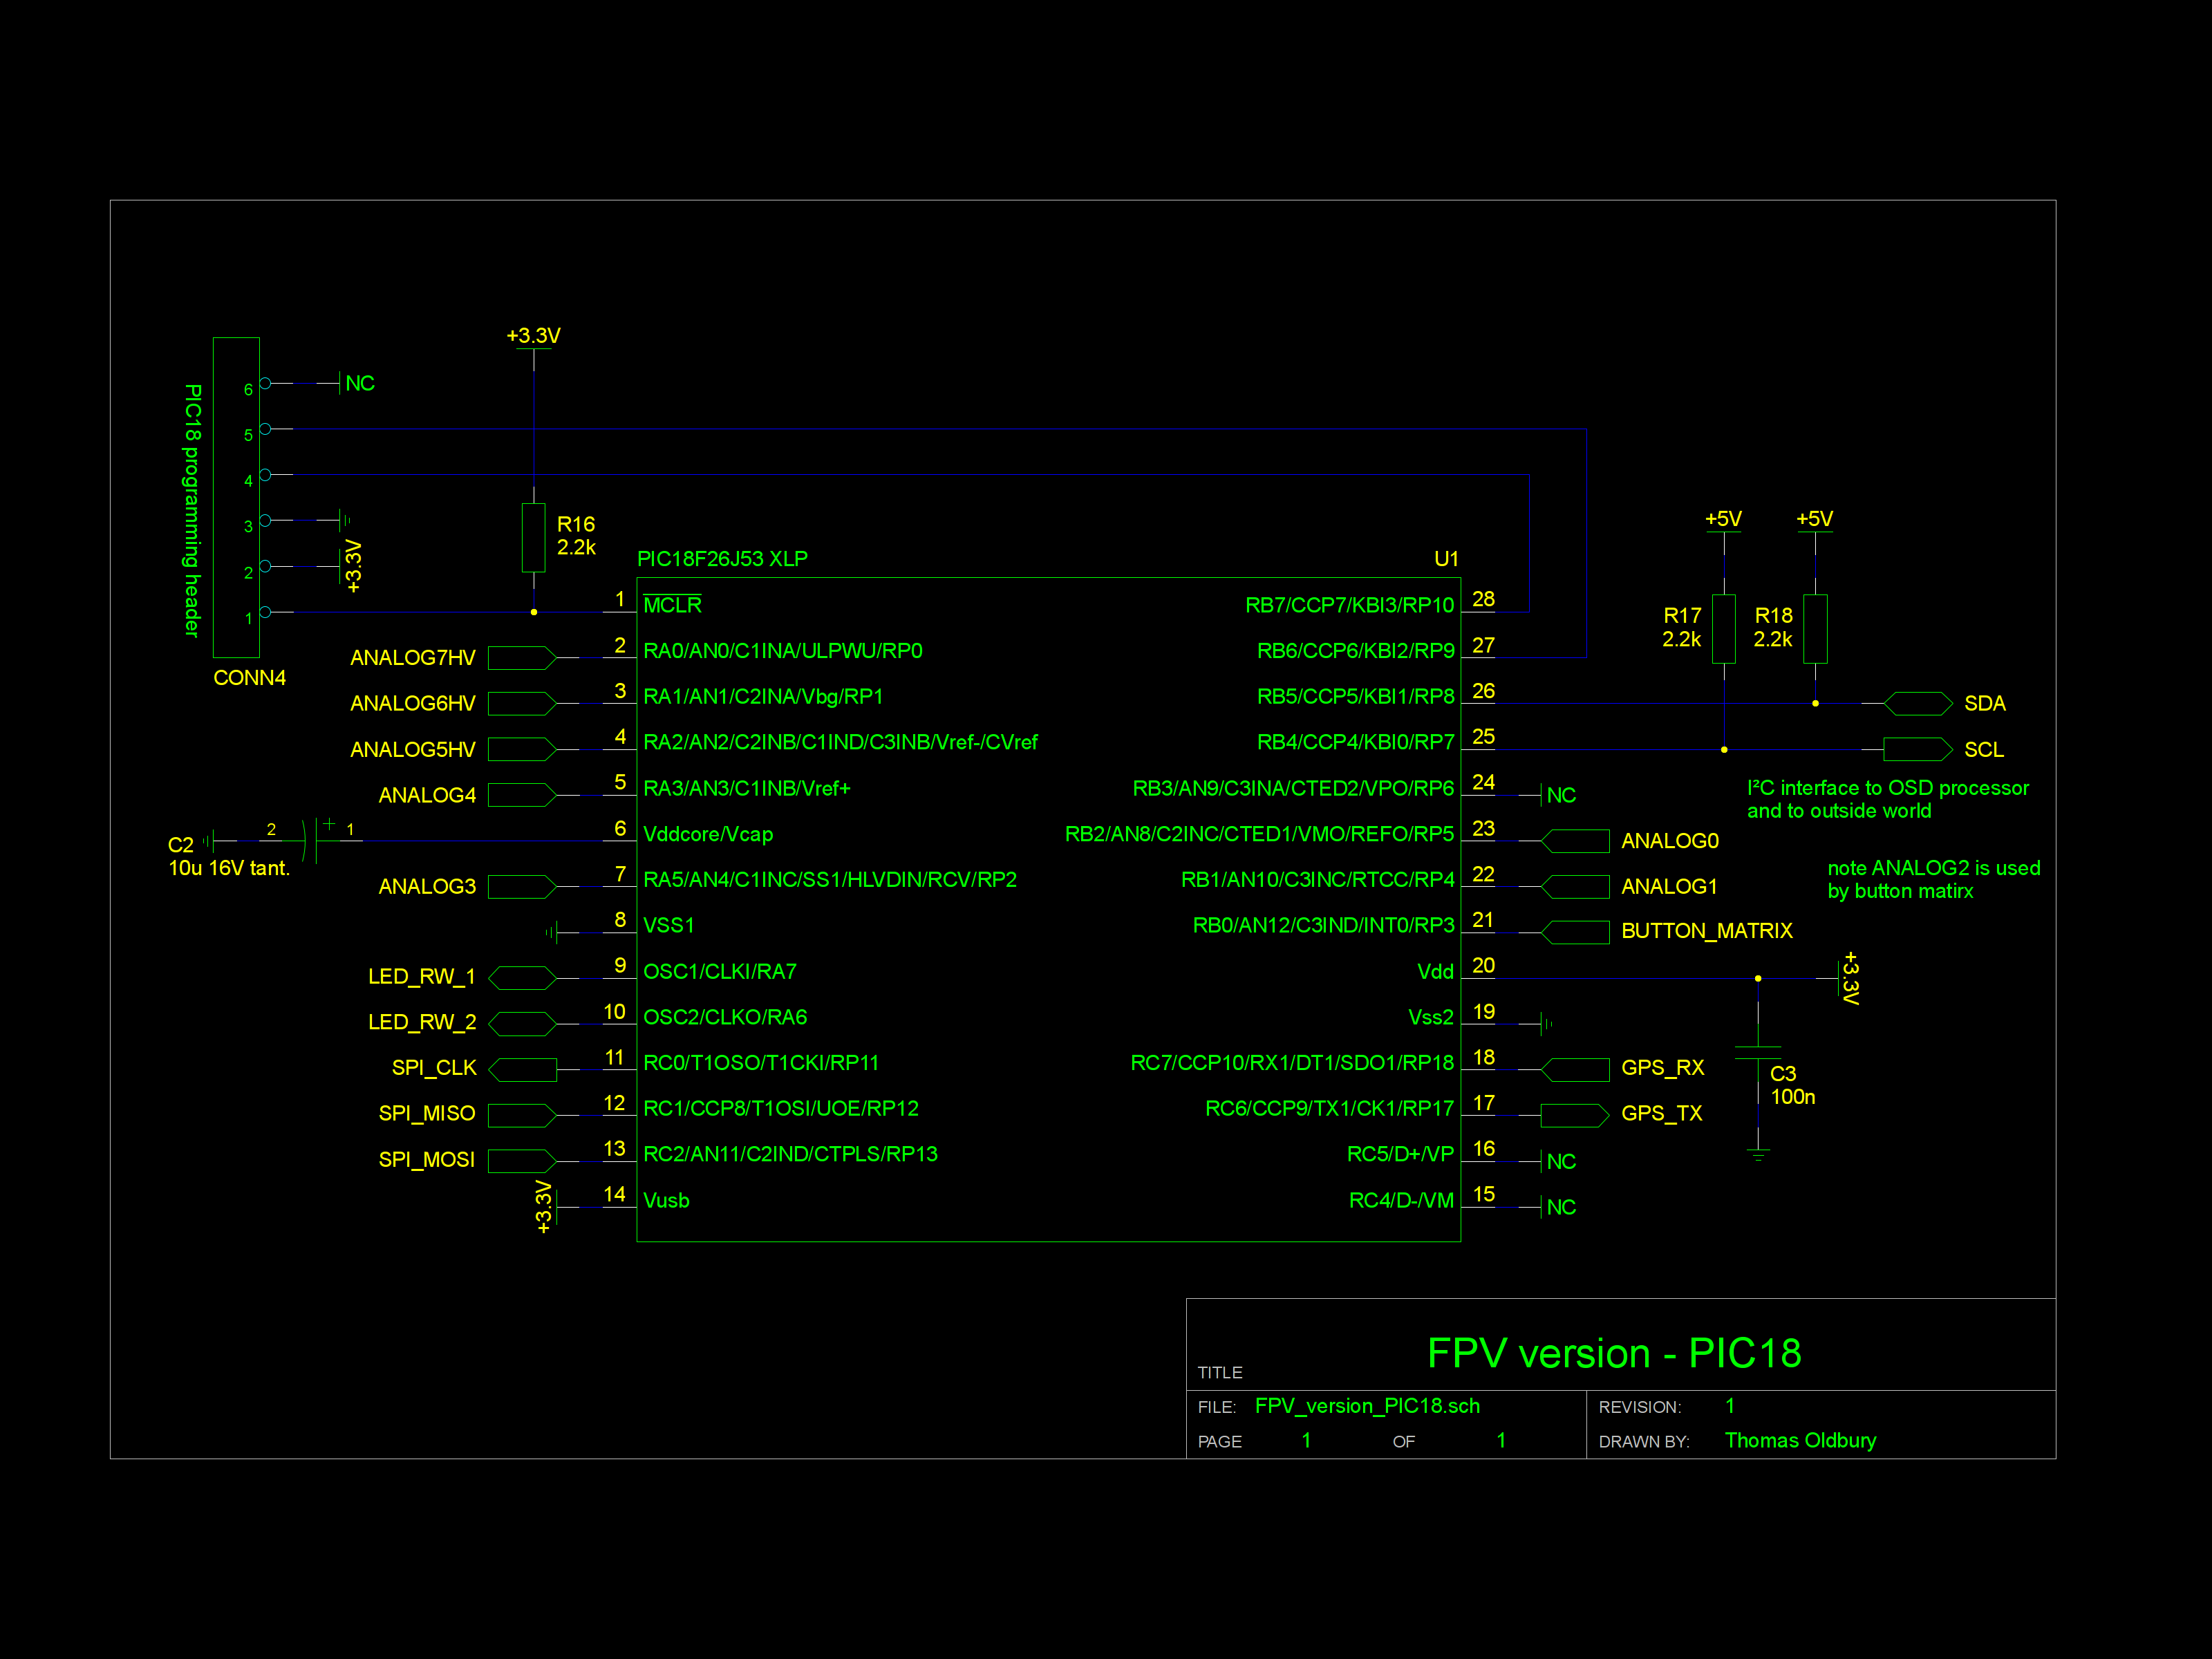 +3.3V
PIC18 programming header
6
NC
5
4
3
2
+3.3V
1
CONN4
R16
2.2k
+5V
+5V
R17
2.2k
R18
2.2k
PIC18F26J53 XLP
U1
1
MCLR
ANALOG7HV
2
RA0/AN0/C1INA/ULPWU/RP0
ANALOG6HV
3
RA1/AN1/C2INA/Vbg/RP1
ANALOG5HV
4
RA2/AN2/C2INB/C1IND/C3INB/Vref-/CVref
ANALOG4
5
RA3/AN3/C1INB/Vref+
C2
10u 16V tant.
2
+
1
6
Vddcore/Vcap
ANALOG3
7
RA5/AN4/C1INC/SS1/HLVDIN/RCV/RP2
8
VSS1
LED_RW_1
9
OSC1/CLKI/RA7
LED_RW_2
10
OSC2/CLKO/RA6
SPI_CLK
11
RC0/T1OSO/T1CKI/RP11
SPI_MISO
12
RC1/CCP8/T1OSI/UOE/RP12
SPI_MOSI
13
RC2/AN11/C2IND/CTPLS/RP13
+3.3V
14
Vusb
RB7/CCP7/KBI3/RP10
28
RB6/CCP6/KBI2/RP9
27
RB5/CCP5/KBI1/RP8
26
SDA
RB4/CCP4/KBI0/RP7
25
SCL
RB3/AN9/C3INA/CTED2/VPO/RP6
24
NC
I²C interface to OSD processor
and to outside world
RB2/AN8/C2INC/CTED1/VMO/REFO/RP5
23
ANALOG0
RB1/AN10/C3INC/RTCC/RP4
22
ANALOG1
note ANALOG2 is used
by button matirx
RB0/AN12/C3IND/INT0/RP3
21
BUTTON_MATRIX
Vdd
20
+3.3V
Vss2
19
RC7/CCP10/RX1/DT1/SDO1/RP18
18
GPS_RX
C3
100n
RC6/CCP9/TX1/CK1/RP17
17
GPS_TX
RC5/D+/VP
16
NC
RC4/D-/VM
15
NC
TITLE
FPV version - PIC18
FILE: FPV_version_PIC18.sch
REVISION: 1
PAGE 1 OF 1
DRAWN BY: Thomas Oldbury